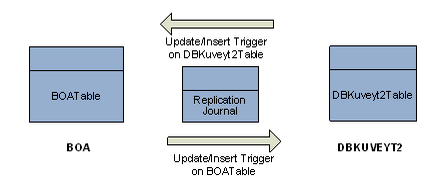 Update/Insert Trigger
on DBKuveyt2Table
BOATable
Replication
Journal
DBKuveyt2Table
BOA
DBKUVEYT2
Update/Insert Trigger
on BOATable